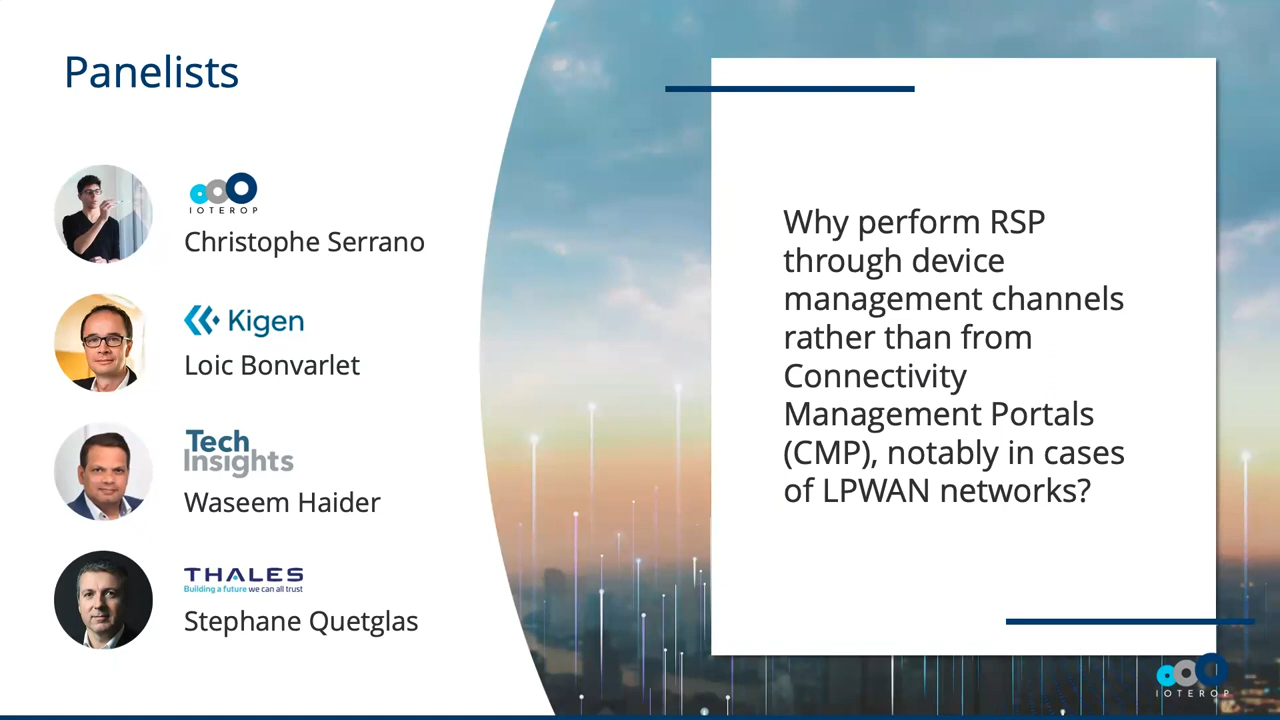 Panelists
IOTEROP
Christophe Serrano
Kigen
Loic Bonvarlet
Tech
Insights
Waseem Haider
THALES
Building a future we can all trust
Stephane Quetglas
Why perform RSP
through device
management channels
rather than from
Connectivity
Management Portals
(CMP), notably in cases
of LPWAN networks?
IOTEROP